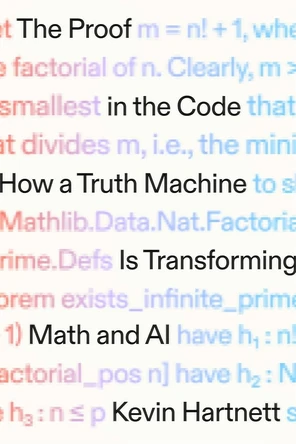 et The Proof m = n! + 1, whe
e factorial of n. Clearly, m >
smallest in the Code that
at divides m, i.e., the mini
How a Truth Machine to s
Mathlib.Data.Nat.Factoria
rime.Defs Is Transforming
orem exists_infinite_prime
1) Math and AI have h₁ : n!
actorial_pos n] have h₂ : N
e h₃ : n ≤ p Kevin Hartnett s